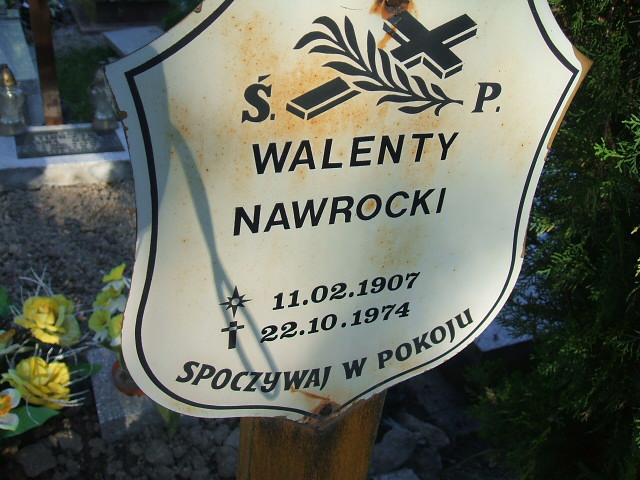 Ś. P.
WALENTY
NAWROCKI
11.02.1907
22.10.1974
SPOCZYWAJ W POKOJU